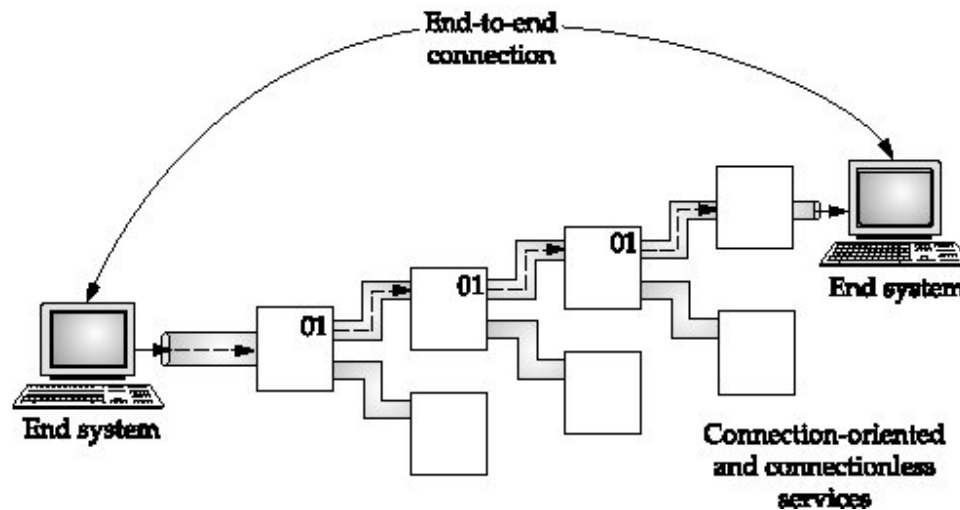 End-to-end
connection
01
01
01
End system
End system
Connection-oriented
and connectionless
services